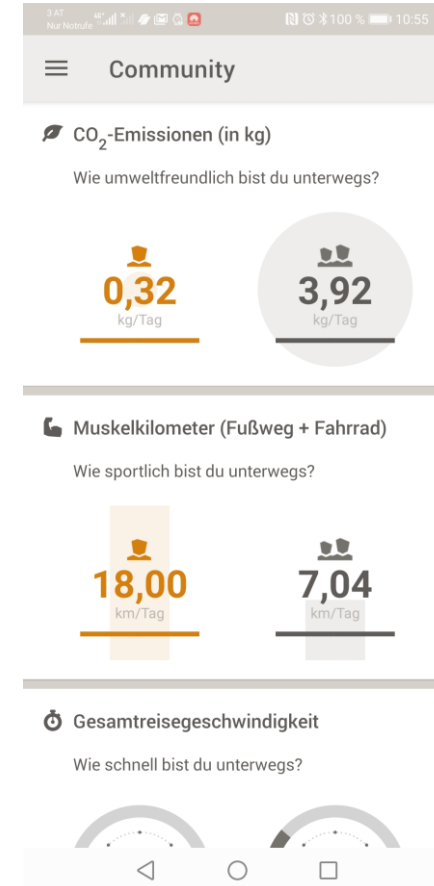 3 AT
Nur Notrufe
100 %
10:55
Community
CO₂-Emissionen (in kg)
Wie umweltfreundlich bist du unterwegs?
0,32
3,92
kg/Tag
kg/Tag
Muskelkilometer (Fußweg + Fahrrad)
Wie sportlich bist du unterwegs?
18,00
7,04
km/Tag
km/Tag
Gesamtreisegeschwindigkeit
Wie schnell bist du unterwegs?